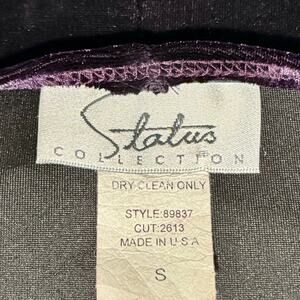 Status
COLLECTION
DRY CLEAN ONLY
STYLE:89837
CUT:2613
MADE IN U S A
S